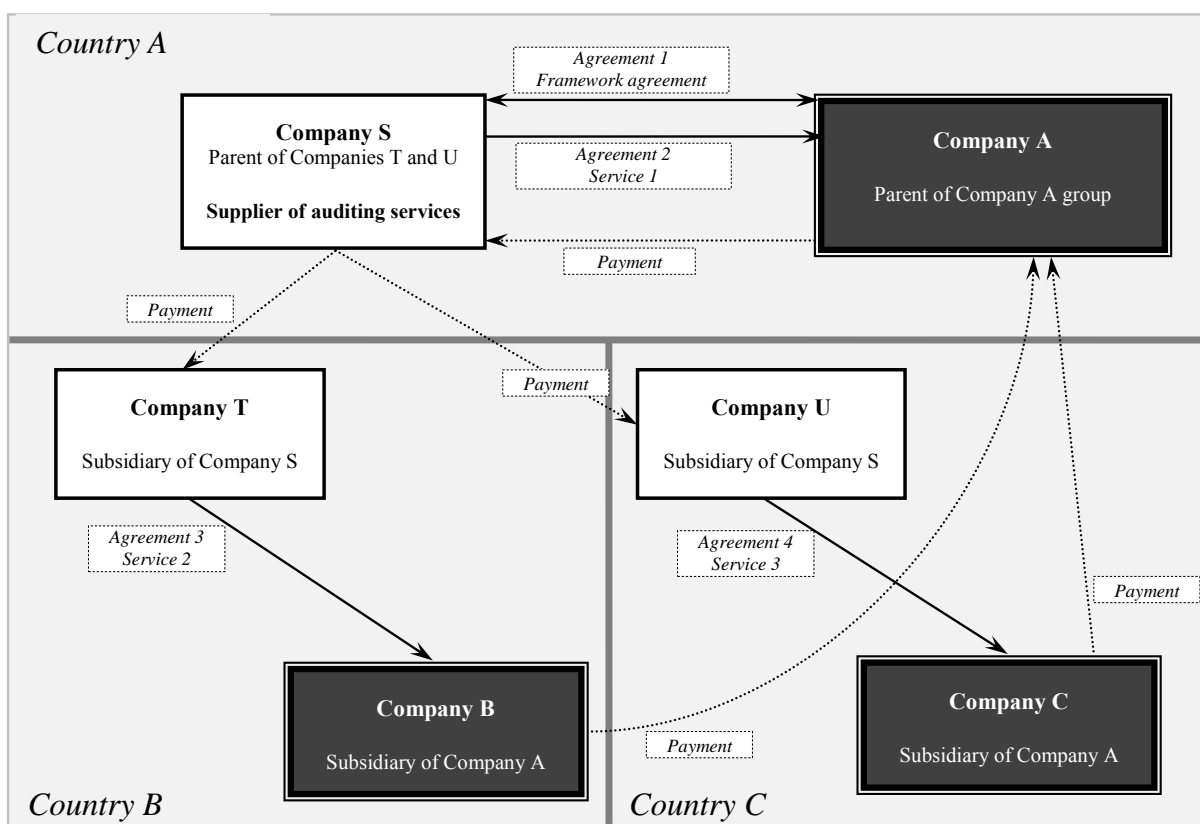 Country A
Agreement 1
Framework agreement
Company S
Parent of Companies T and U
Supplier of auditing services
Company A
Parent of Company A group
Agreement 2
Service 1
Payment
Payment
Payment
Company T
Subsidiary of Company S
Company U
Subsidiary of Company S
Agreement 3
Service 2
Agreement 4
Service 3
Payment
Company B
Subsidiary of Company A
Payment
Company C
Subsidiary of Company A
Country B
Country C